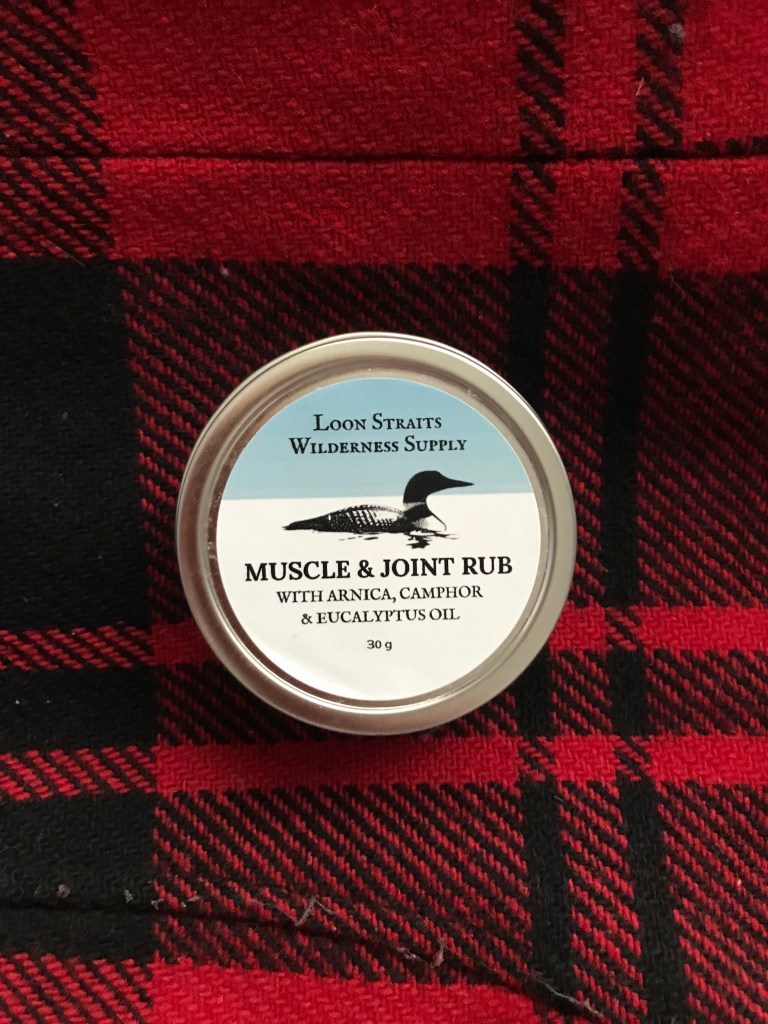 Loon Straits
Wilderness Supply
MUSCLE & JOINT RUB
WITH ARNICA, CAMPHOR
& EUCALYPTUS OIL
30 g